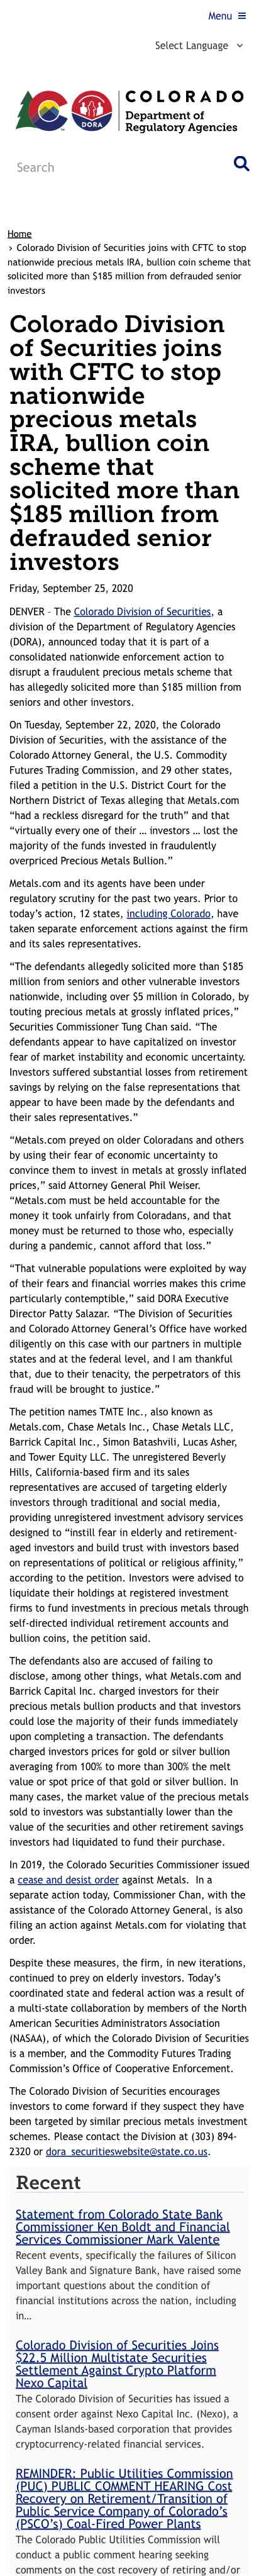 Menu ≡
Select Language
COLORADO
Department of
Regulatory Agencies
DORA
Search
Home
› Colorado Division of Securities joins with CFTC to stop
nationwide precious metals IRA, bullion coin scheme that
solicited more than $185 million from defrauded senior
investors
Colorado Division
of Securities joins
with CFTC to stop
nationwide
precious metals
IRA, bullion coin
scheme that
solicited more than
$185 million from
defrauded senior
investors
Friday, September 25, 2020
DENVER – The Colorado Division of Securities, a
division of the Department of Regulatory Agencies
(DORA), announced today that it is part of a
consolidated nationwide enforcement action to
disrupt a fraudulent precious metals scheme that
has allegedly solicited more than $185 million from
seniors and other investors.
On Tuesday, September 22, 2020, the Colorado
Division of Securities, with the assistance of the
Colorado Attorney General, the U.S. Commodity
Futures Trading Commission, and 29 other states,
filed a petition in the U.S. District Court for the
Northern District of Texas alleging that Metals.com
“had a reckless disregard for the truth” and that
“virtually every one of their … investors … lost the
majority of the funds invested in fraudulently
overpriced Precious Metals Bullion.”
Metals.com and its agents have been under
regulatory scrutiny for the past two years. Prior to
today’s action, 12 states, including Colorado, have
taken separate enforcement actions against the firm
and its sales representatives.
“The defendants allegedly solicited more than $185
million from seniors and other vulnerable investors
nationwide, including over $5 million in Colorado, by
touting precious metals at grossly inflated prices,”
Securities Commissioner Tung Chan said. “The
defendants appear to have capitalized on investor
fear of market instability and economic uncertainty.
Investors suffered substantial losses from retirement
savings by relying on the false representations that
appear to have been made by the defendants and
their sales representatives.”
“Metals.com preyed on older Coloradans and others
by using their fear of economic uncertainty to
convince them to invest in metals at grossly inflated
prices,” said Attorney General Phil Weiser.
“Metals.com must be held accountable for the
money it took unfairly from Coloradans, and that
money must be returned to those who, especially
during a pandemic, cannot afford that loss.”
“That vulnerable populations were exploited by way
of their fears and financial worries makes this crime
particularly contemptible,” said DORA Executive
Director Patty Salazar. “The Division of Securities
and Colorado Attorney General’s Office have worked
diligently on this case with our partners in multiple
states and at the federal level, and I am thankful
that, due to their tenacity, the perpetrators of this
fraud will be brought to justice.”
The petition names TMTE Inc., also known as
Metals.com, Chase Metals Inc., Chase Metals LLC,
Barrick Capital Inc., Simon Batashvili, Lucas Asher,
and Tower Equity LLC. The unregistered Beverly
Hills, California-based firm and its sales
representatives are accused of targeting elderly
investors through traditional and social media,
providing unregistered investment advisory services
designed to “instill fear in elderly and retirement-
aged investors and build trust with investors based
on representations of political or religious affinity,”
according to the petition. Investors were advised to
liquidate their holdings at registered investment
firms to fund investments in precious metals through
self-directed individual retirement accounts and
bullion coins, the petition said.
The defendants also are accused of failing to
disclose, among other things, what Metals.com and
Barrick Capital Inc. charged investors for their
precious metals bullion products and that investors
could lose the majority of their funds immediately
upon completing a transaction. The defendants
charged investors prices for gold or silver bullion
averaging from 100% to more than 300% the melt
value or spot price of that gold or silver bullion. In
many cases, the market value of the precious metals
sold to investors was substantially lower than the
value of the securities and other retirement savings
investors had liquidated to fund their purchase.
In 2019, the Colorado Securities Commissioner issued
a cease and desist order against Metals.  In a
separate action today, Commissioner Chan, with the
assistance of the Colorado Attorney General, is also
filing an action against Metals.com for violating that
order.
Despite these measures, the firm, in new iterations,
continued to prey on elderly investors. Today’s
coordinated state and federal action was a result of
a multi-state collaboration by members of the North
American Securities Administrators Association
(NASAA), of which the Colorado Division of Securities
is a member, and the Commodity Futures Trading
Commission’s Office of Cooperative Enforcement.
The Colorado Division of Securities encourages
investors to come forward if they suspect they have
been targeted by similar precious metals investment
schemes. Please contact the Division at (303) 894-
2320 or dora_securitieswebsite@state.co.us.
Recent
Statement from Colorado State Bank
Commissioner Ken Boldt and Financial
Services Commissioner Mark Valente
Recent events, specifically the failures of Silicon
Valley Bank and Signature Bank, have raised some
important questions about the condition of
financial institutions across the nation, including
in…
Colorado Division of Securities Joins
$22.5 Million Multistate Securities
Settlement Against Crypto Platform
Nexo Capital
The Colorado Division of Securities has issued a
consent order against Nexo Capital Inc. (Nexo), a
Cayman Islands-based corporation that provides
cryptocurrency-related financial services.
REMINDER: Public Utilities Commission
(PUC) PUBLIC COMMENT HEARING Cost
Recovery on Retirement/Transition of
Public Service Company of Colorado’s
(PSCO’s) Coal-Fired Power Plants
The Colorado Public Utilities Commission will
conduct a public comment hearing seeking
comments on the cost recovery of retiring and/or